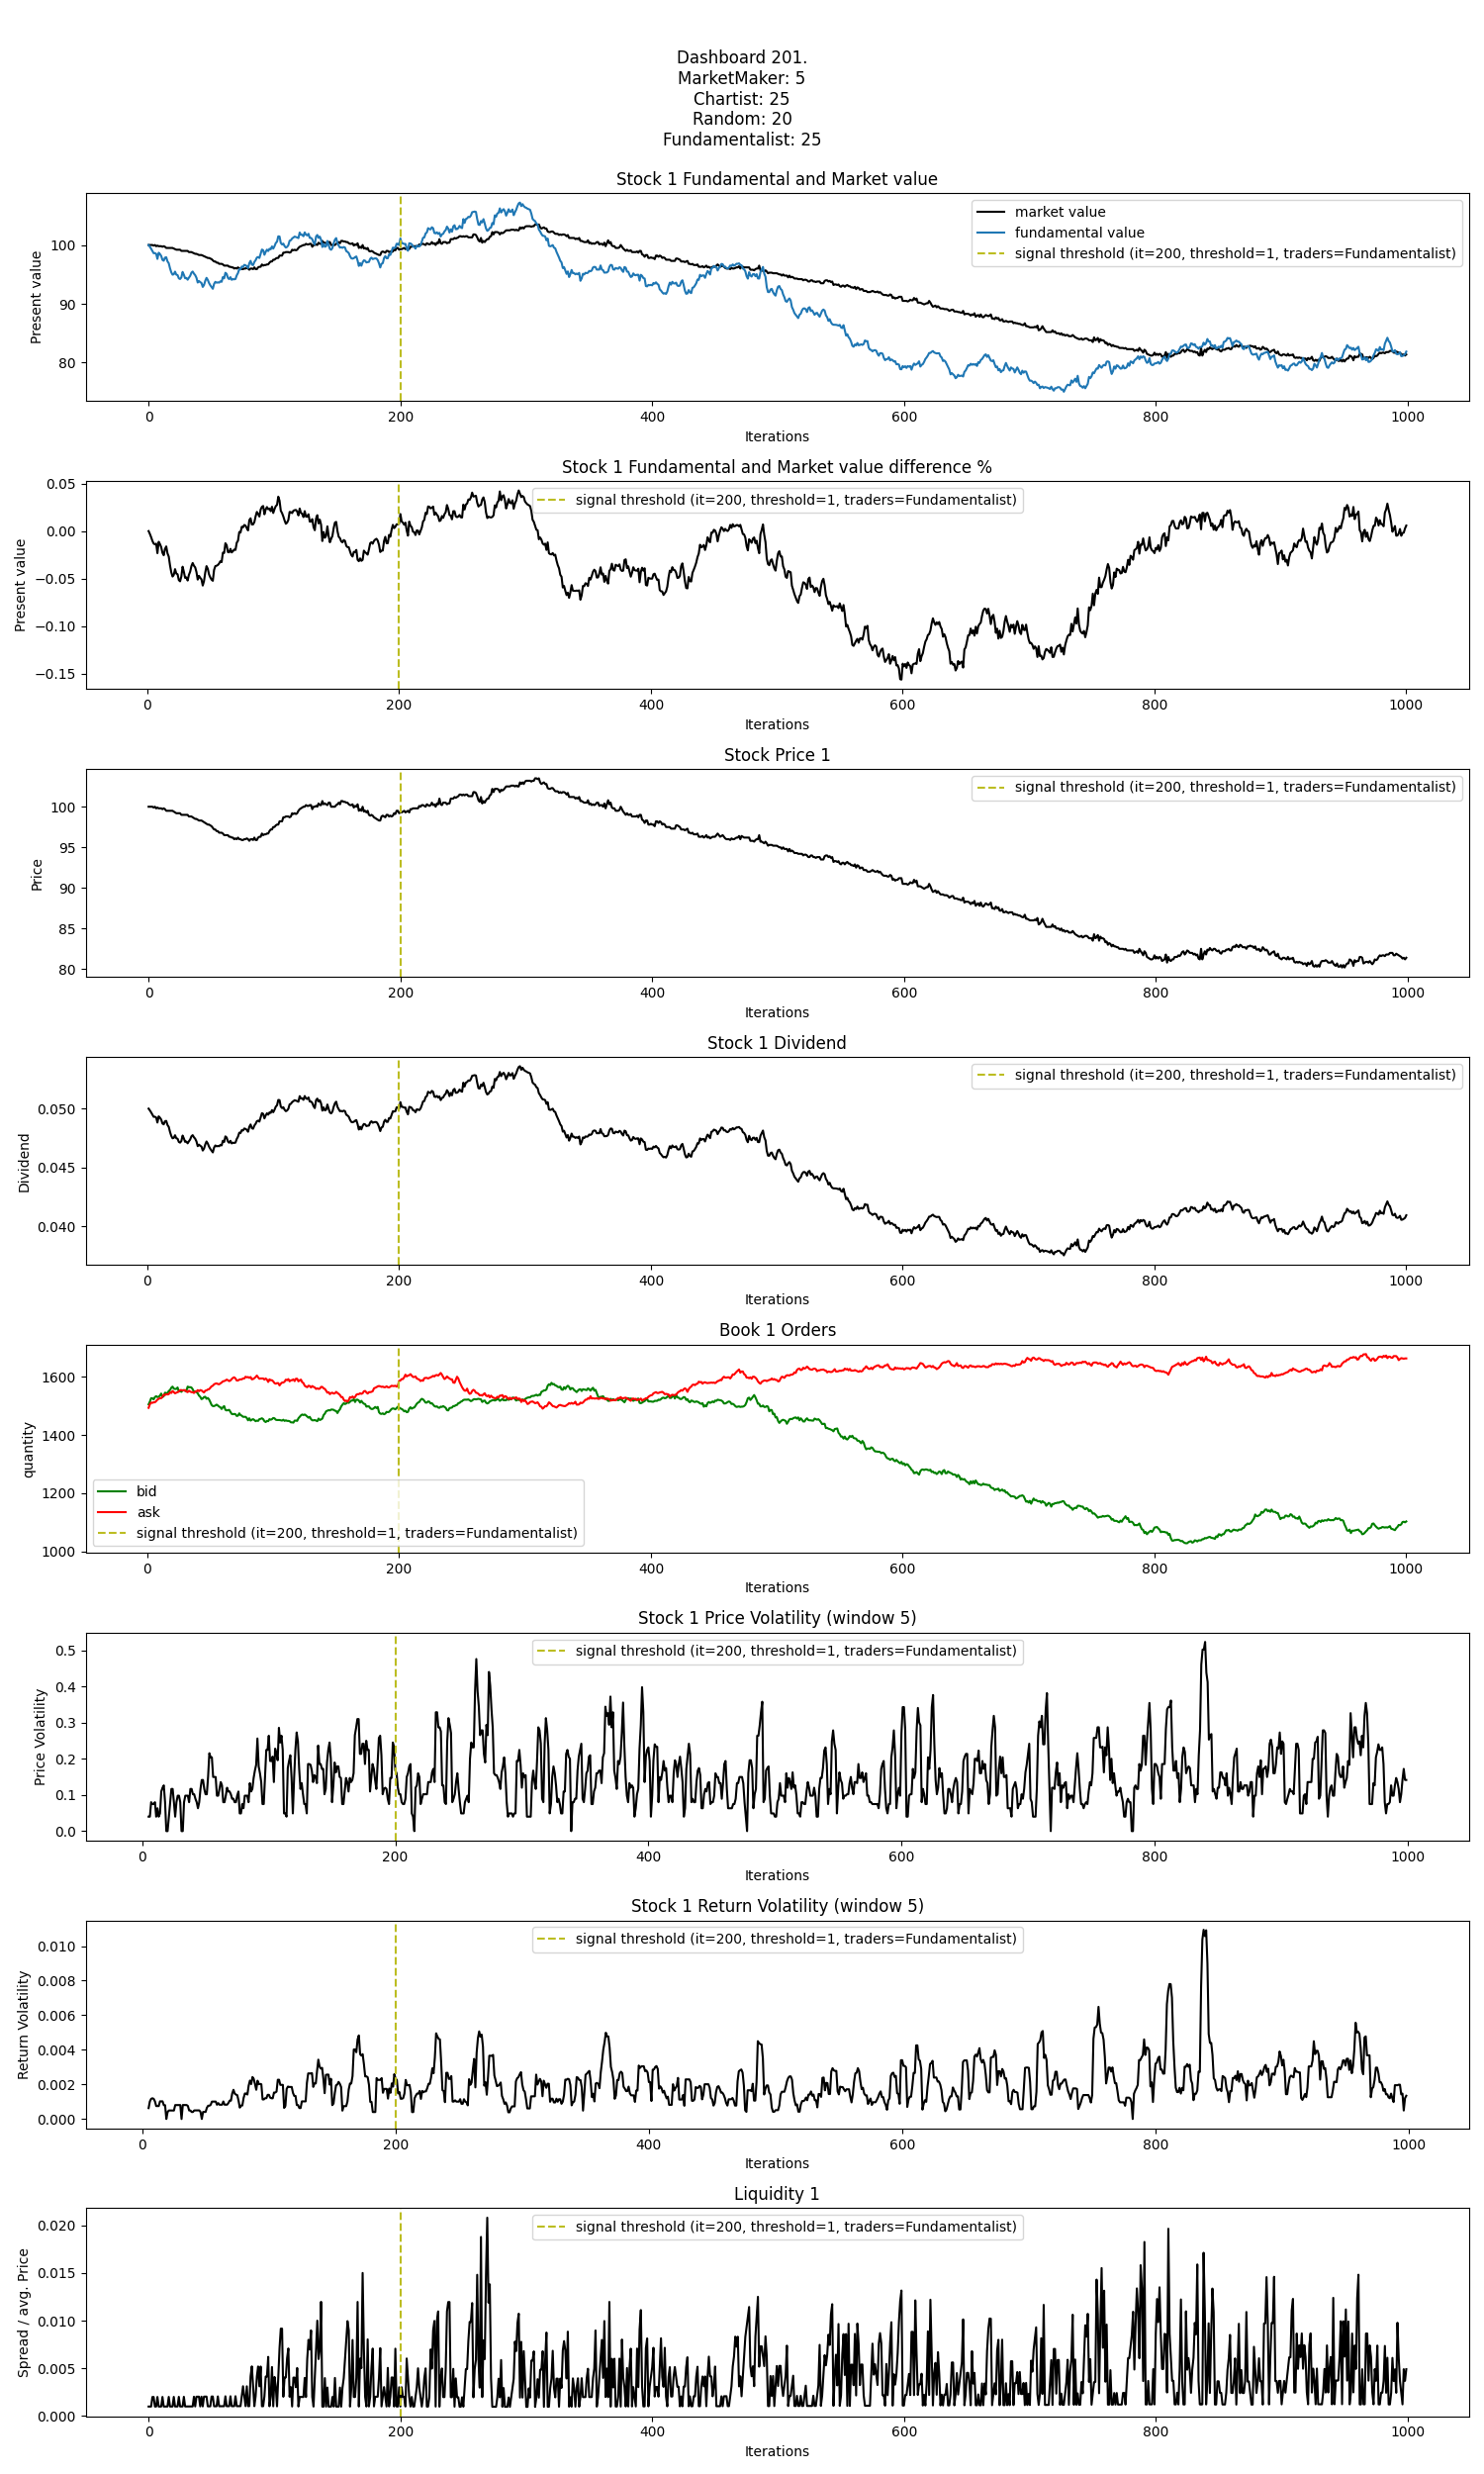 Dashboard 201.
MarketMaker: 5
Chartist: 25
Random: 20
Fundamentalist: 25
Stock 1 Fundamental and Market value
market value
fundamental value
signal threshold (it=200, threshold=1, traders=Fundamentalist)
100
90
80
Present value
0 200 400 600 800 1000
Iterations
Stock 1 Fundamental and Market value difference %
signal threshold (it=200, threshold=1, traders=Fundamentalist)
0.05
0.00
−0.05
−0.10
−0.15
Present value
0 200 400 600 800 1000
Iterations
Stock Price 1
signal threshold (it=200, threshold=1, traders=Fundamentalist)
100
95
90
85
80
Price
0 200 400 600 800 1000
Iterations
Stock 1 Dividend
signal threshold (it=200, threshold=1, traders=Fundamentalist)
0.050
0.045
0.040
Dividend
0 200 400 600 800 1000
Iterations
Book 1 Orders
1600
1400
1200
1000
quantity
bid
ask
signal threshold (it=200, threshold=1, traders=Fundamentalist)
0 200 400 600 800 1000
Iterations
Stock 1 Price Volatility (window 5)
signal threshold (it=200, threshold=1, traders=Fundamentalist)
0.5
0.4
0.3
0.2
0.1
0.0
Price Volatility
0 200 400 600 800 1000
Iterations
Stock 1 Return Volatility (window 5)
signal threshold (it=200, threshold=1, traders=Fundamentalist)
0.010
0.008
0.006
0.004
0.002
0.000
Return Volatility
0 200 400 600 800 1000
Iterations
Liquidity 1
signal threshold (it=200, threshold=1, traders=Fundamentalist)
0.020
0.015
0.010
0.005
0.000
Spread / avg. Price
0 200 400 600 800 1000
Iterations